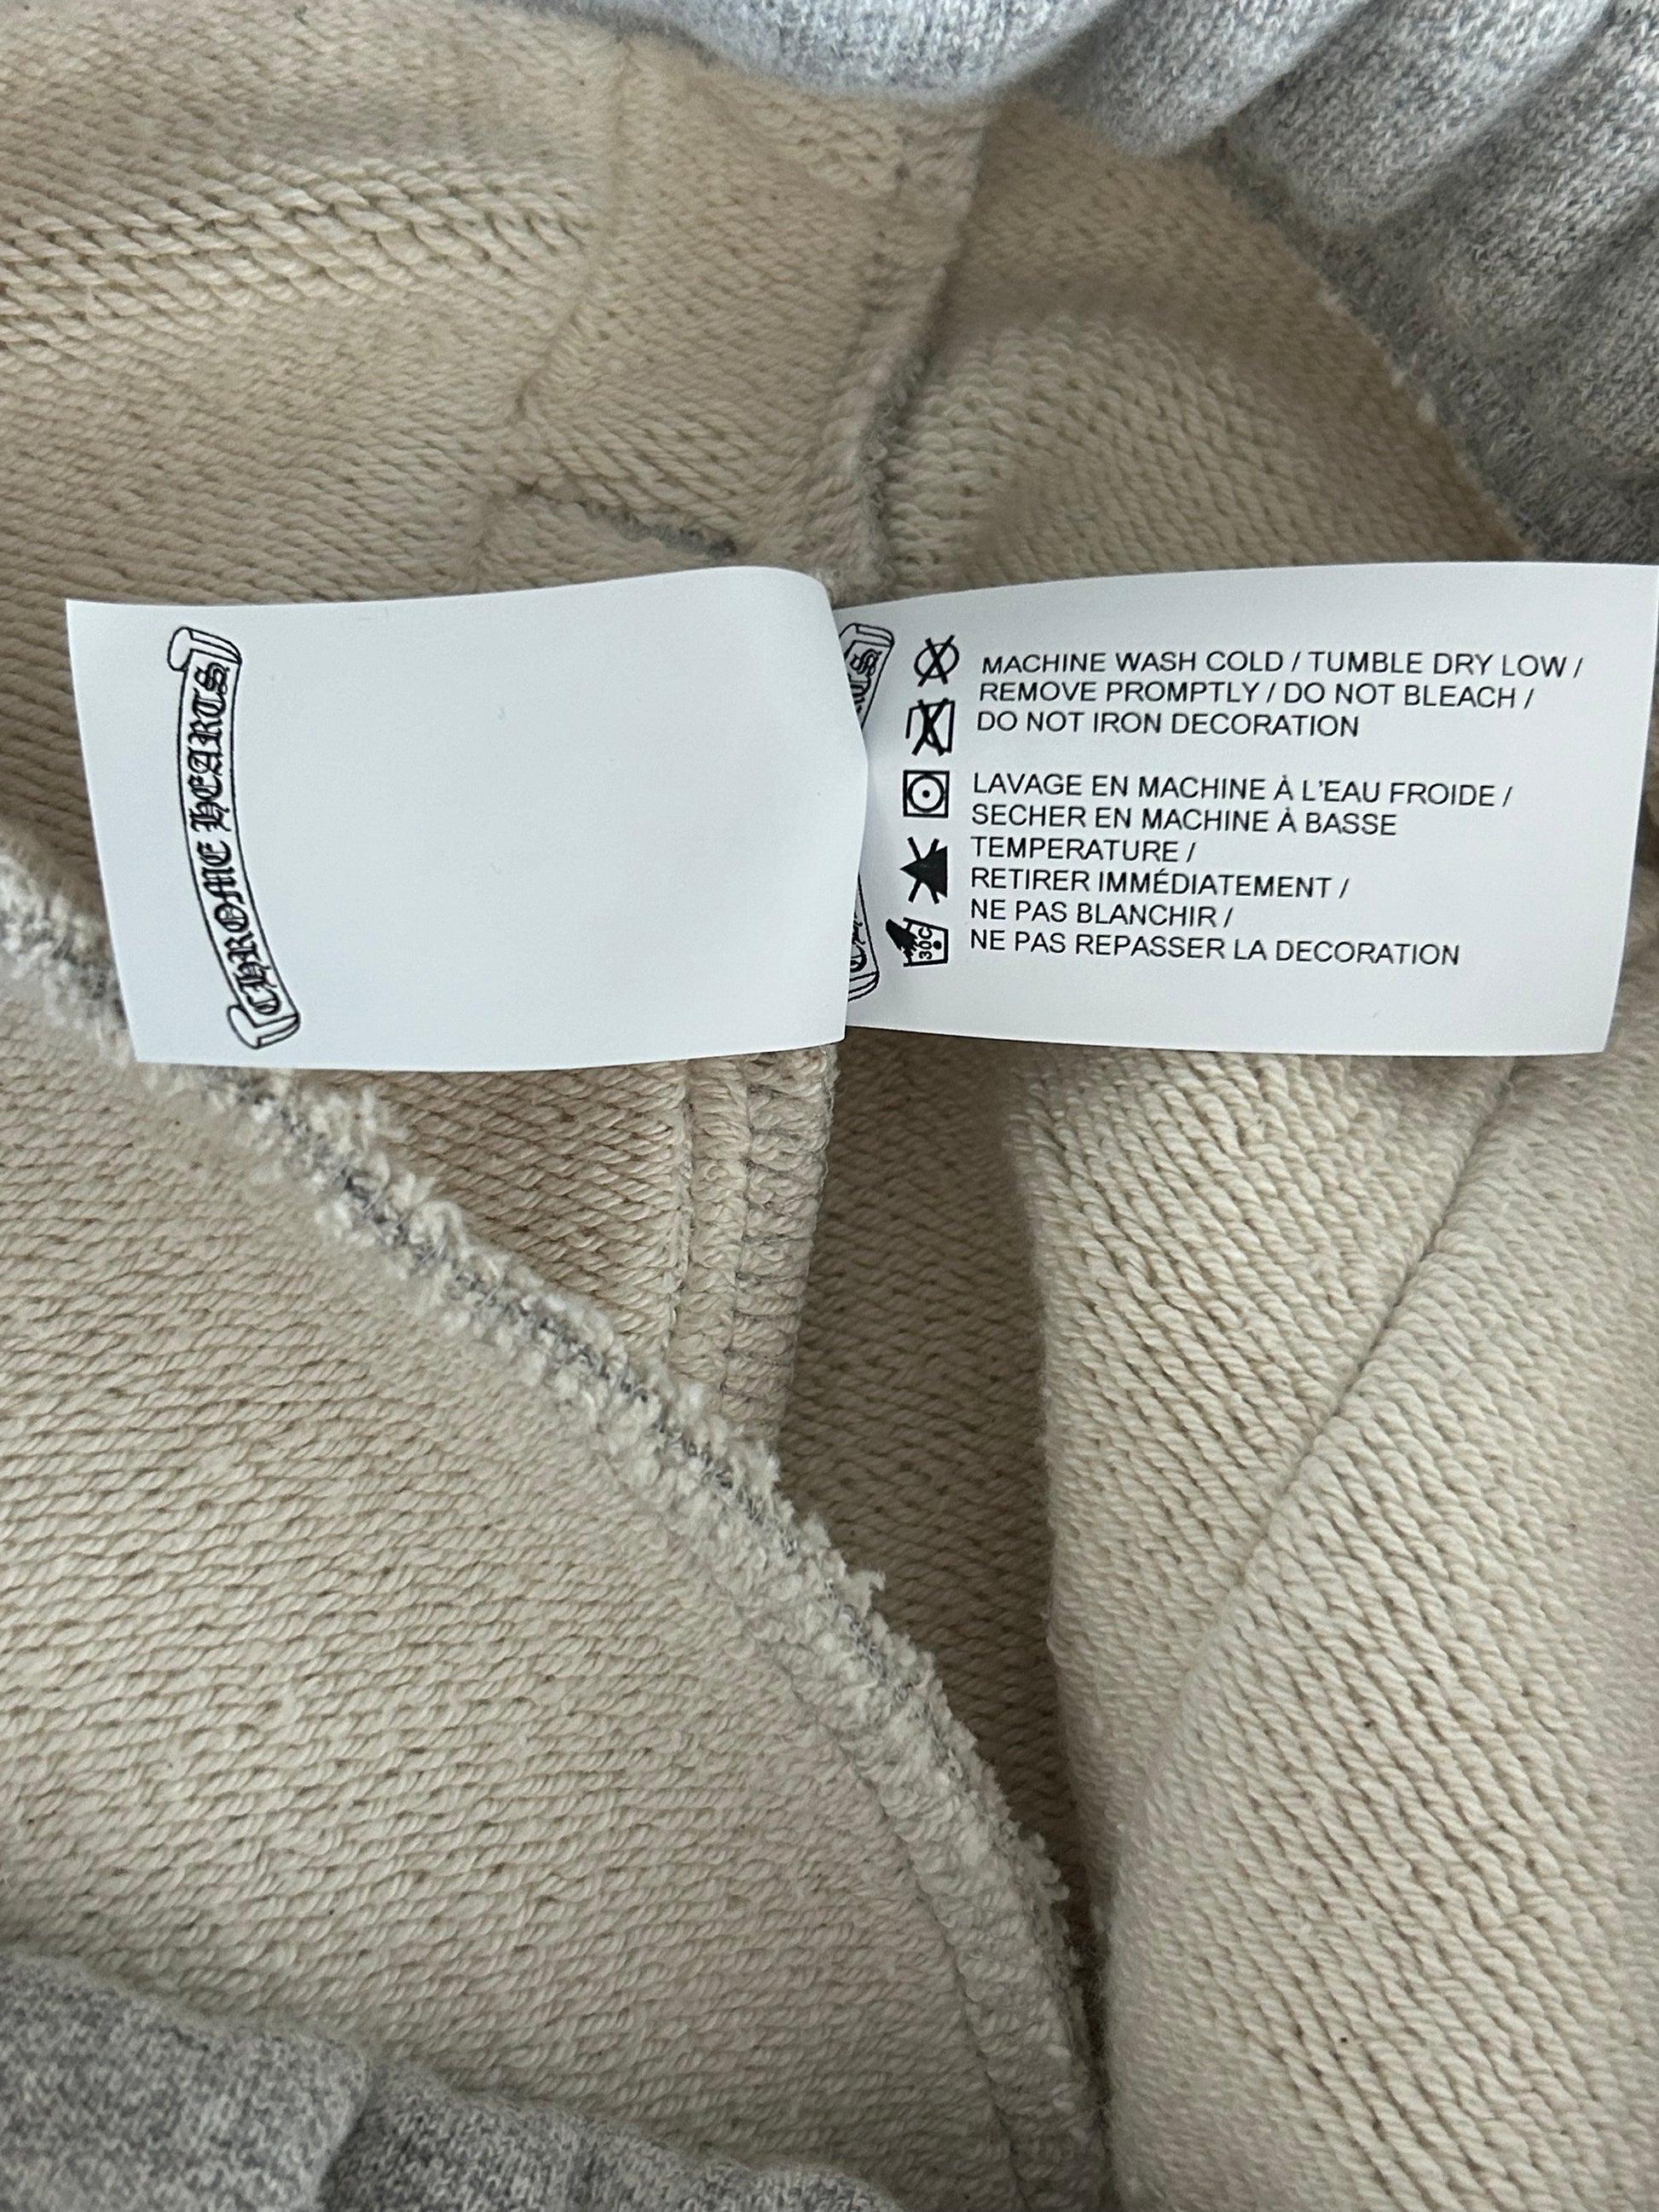 CHROME HEARTS
MACHINE WASH COLD / TUMBLE DRY LOW /
REMOVE PROMPTLY / DO NOT BLEACH /
DO NOT IRON DECORATION
LAVAGE EN MACHINE À L'EAU FROIDE /
SECHER EN MACHINE À BASSE
TEMPERATURE /
RETIRER IMMÉDIATEMENT /
NE PAS BLANCHIR /
NE PAS REPASSER LA DECORATION
30C